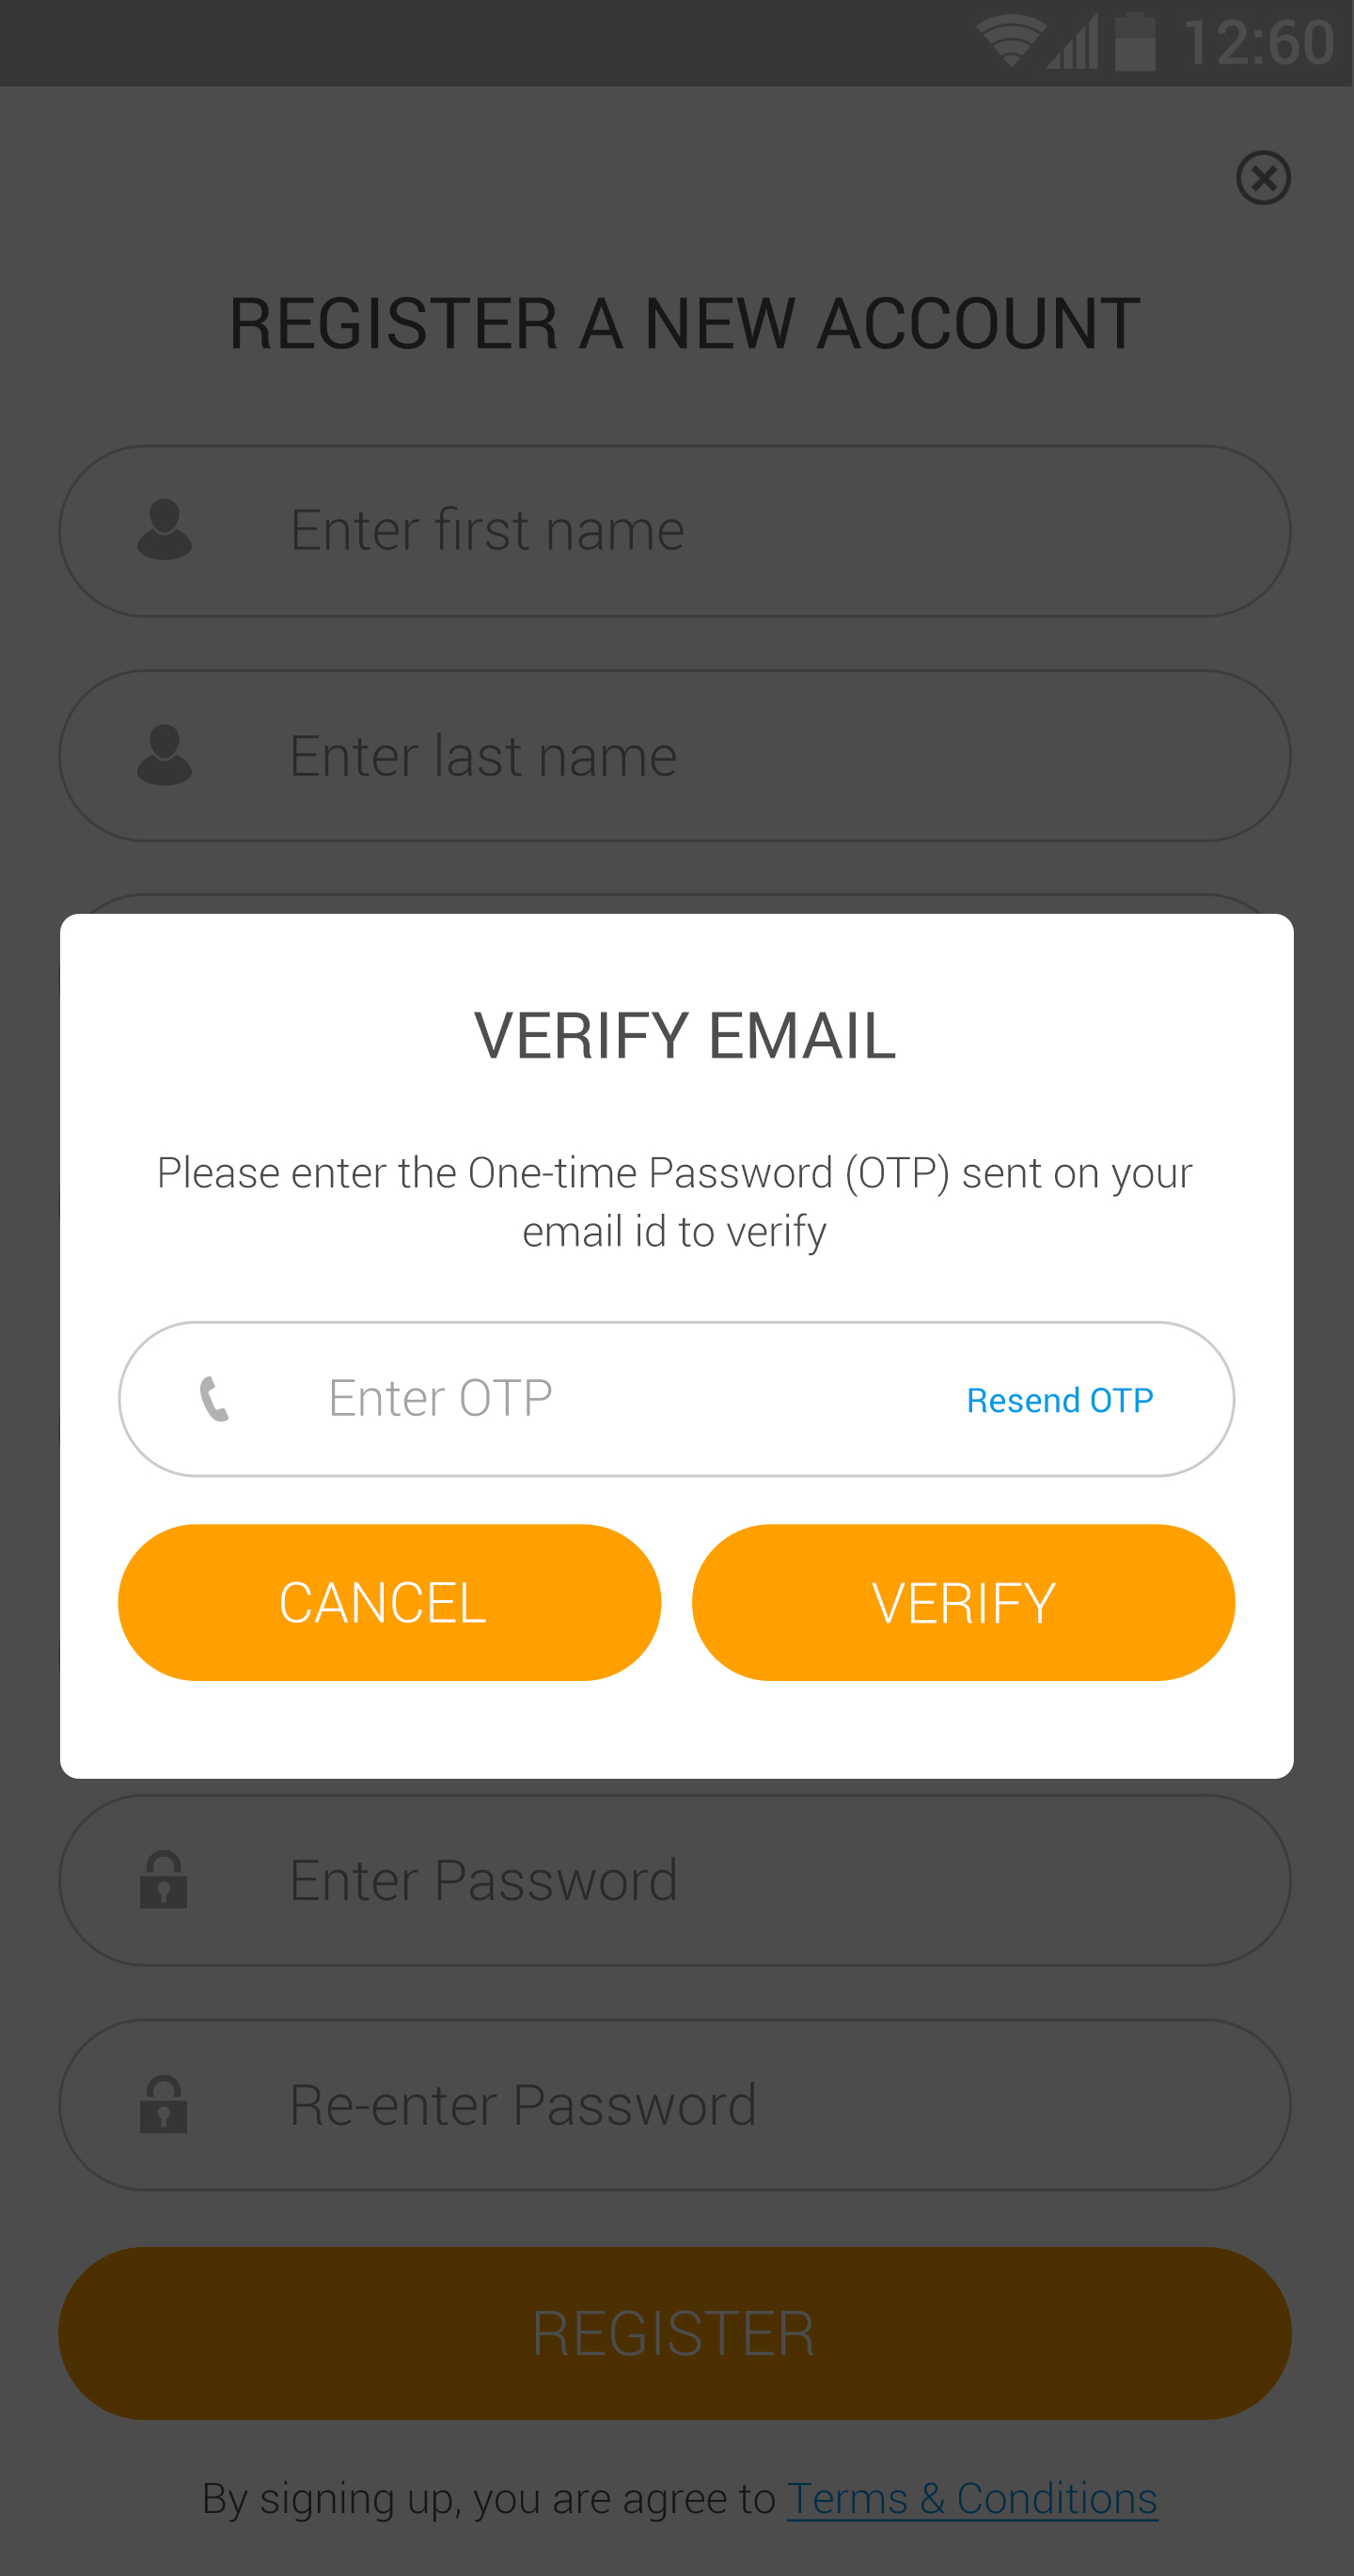 12:60
REGISTER A NEW ACCOUNT
Enter first name
Enter last name
VERIFY EMAIL
Please enter the One-time Password (OTP) sent on your
email id to verify
Enter OTP
Resend OTP
CANCEL
VERIFY
Enter Password
Re-enter Password
REGISTER
By signing up, you are agree to Terms & Conditions